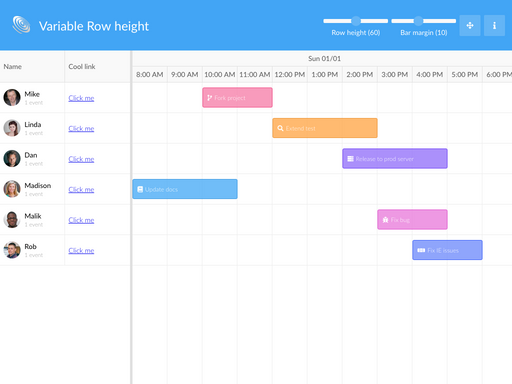 Variable Row height
Row height (60)
Bar margin (10)
Name
Cool link
Sun 01/01
8:00 AM 9:00 AM 10:00 AM 11:00 AM 12:00 PM 1:00 PM 2:00 PM 3:00 PM 4:00 PM 5:00 PM 6:00 PM
Mike
1 event
Click me
Fork project
Linda
1 event
Click me
Dan
1 event
Click me
Release to prod server
Madison
1 event
Click me
Update docs
Malik
1 event
Click me
Fix bug
Rob
1 event
Click me
Fix IE issues